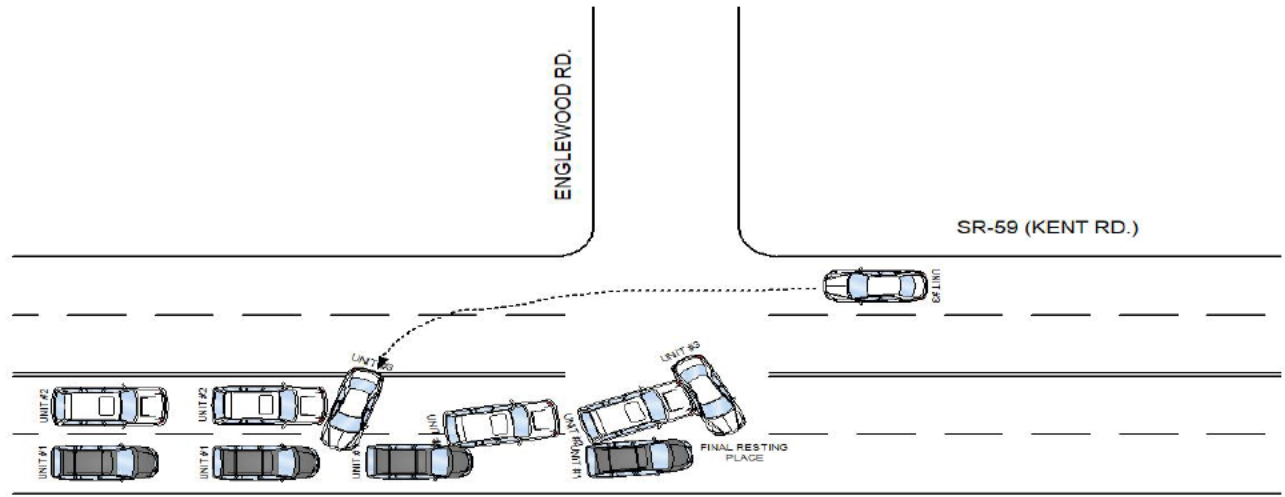 ENGLEWOOD RD.
SR-59 (KENT RD.)
UNIT #3
UNIT #3
UNIT #3
UNIT #2
UNIT #2
UNIT #1
UNIT #1
FINAL RESTING
PLACE